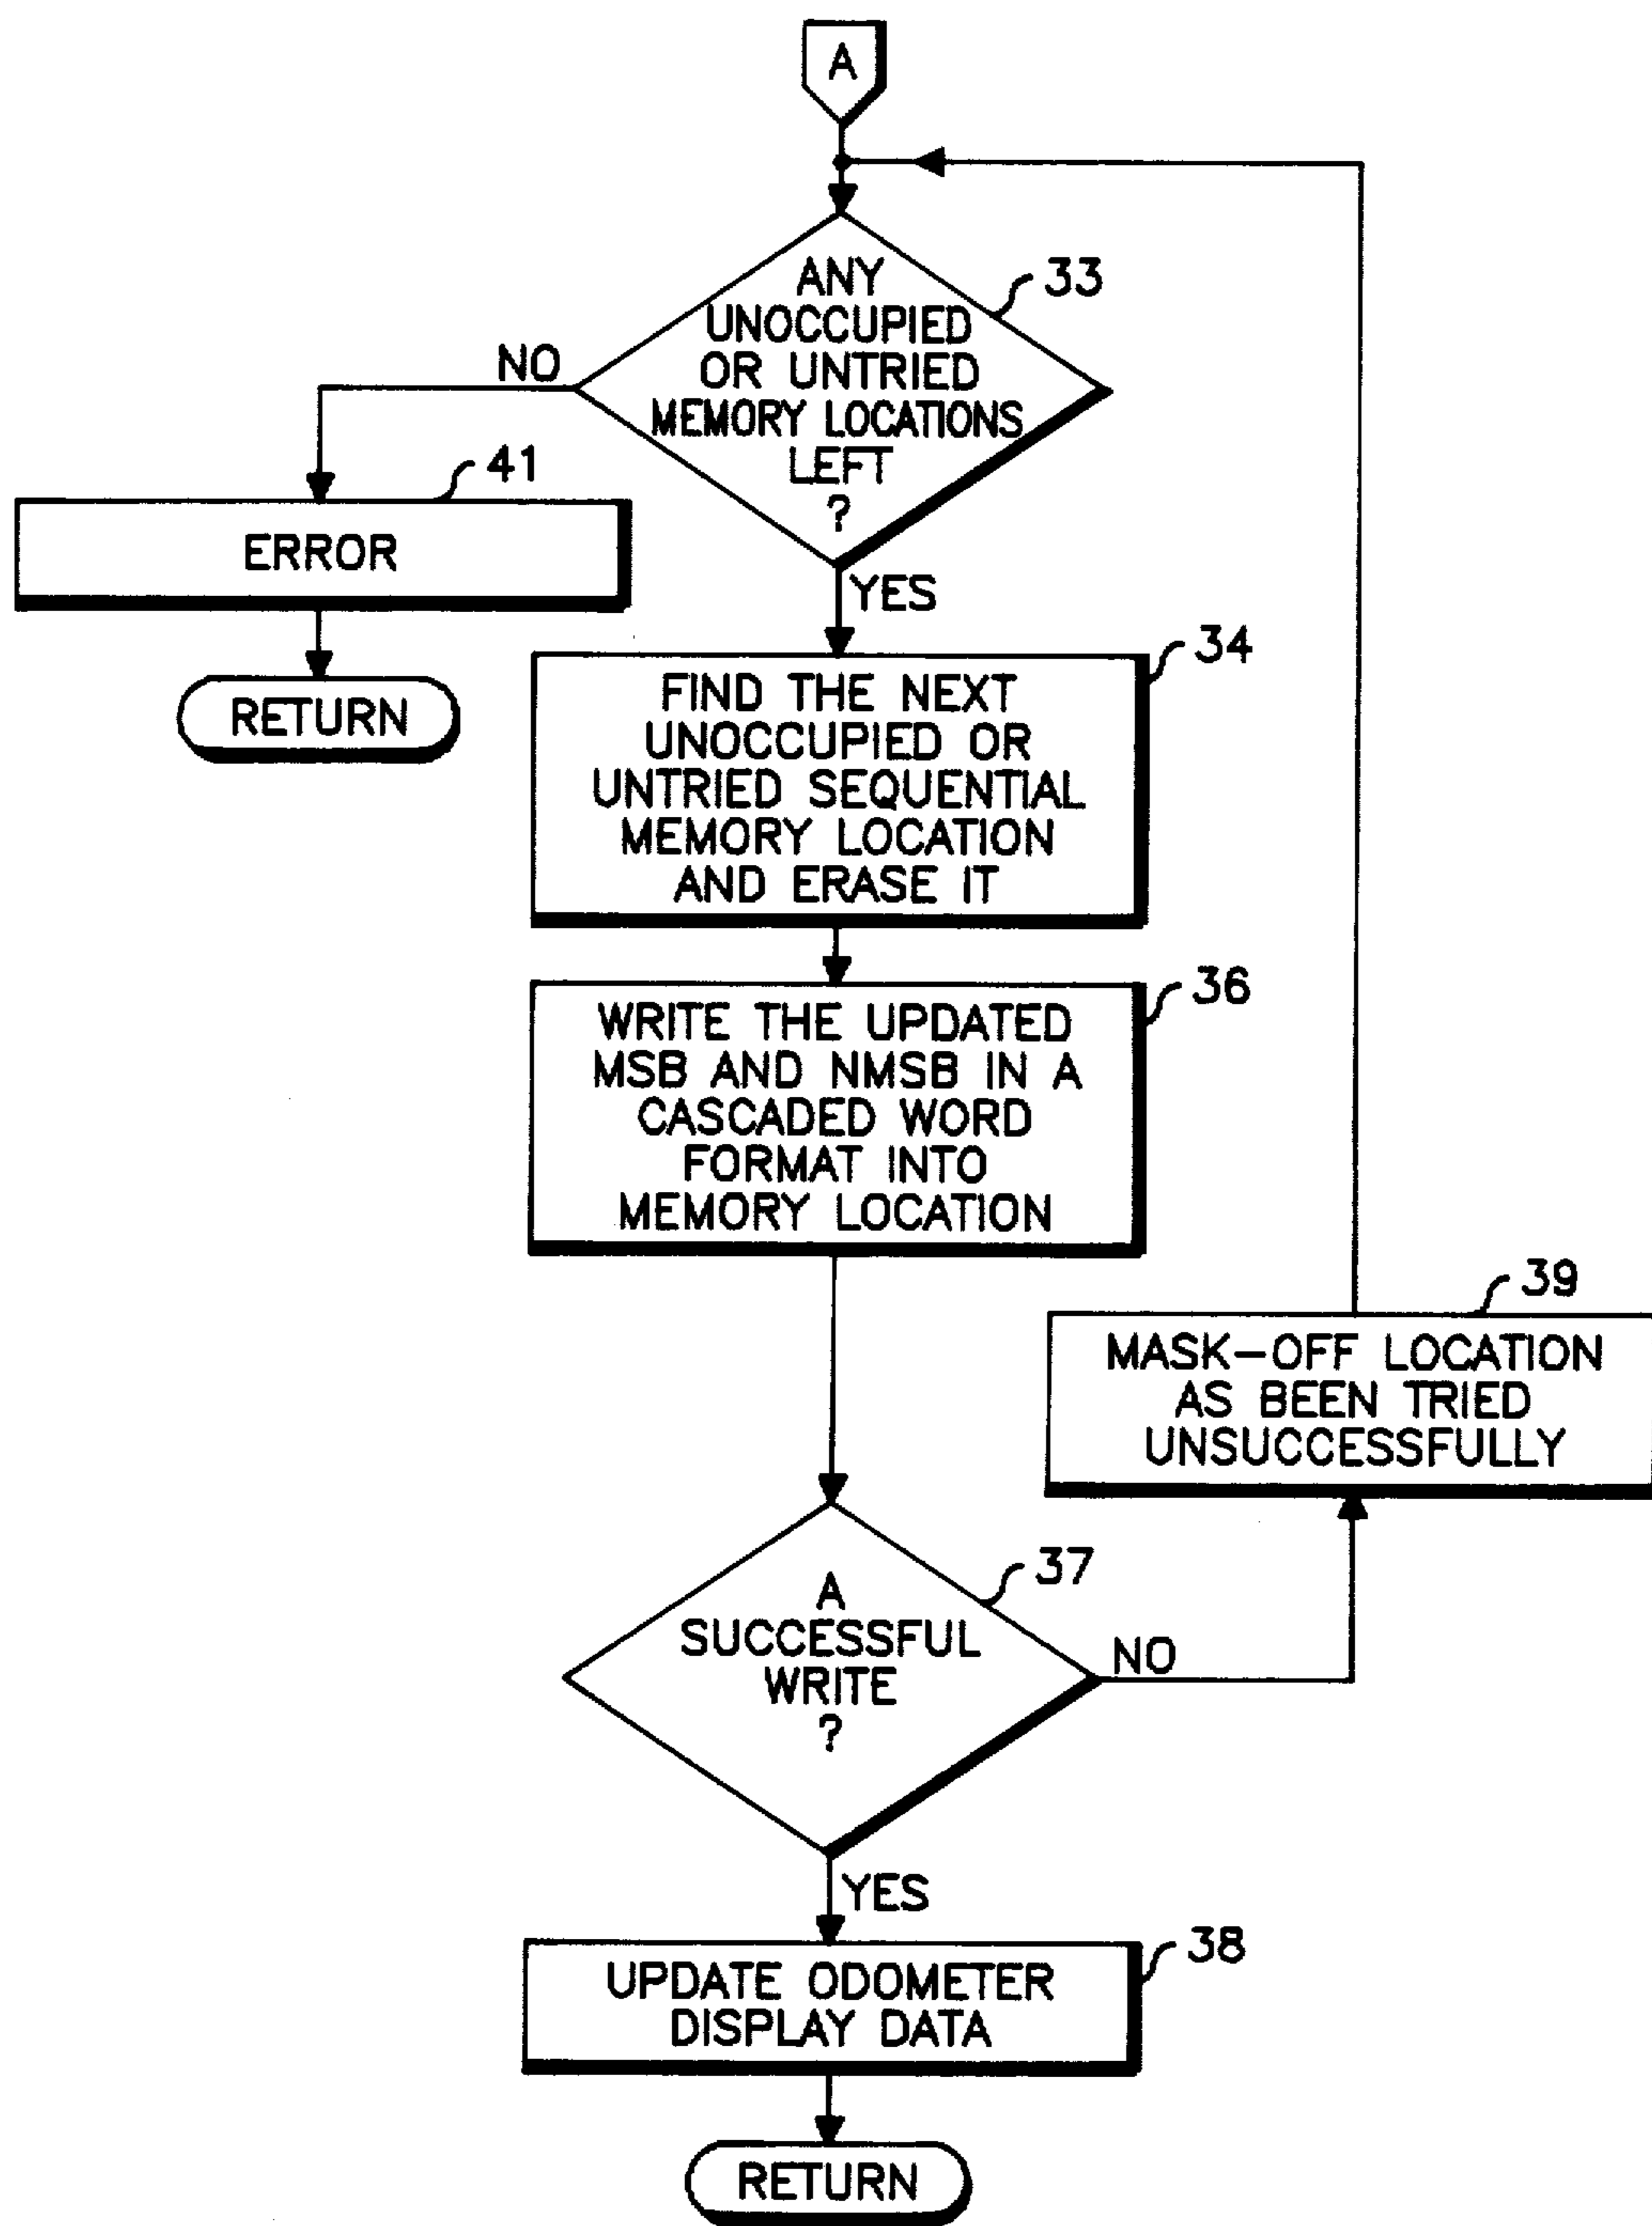 A
ANY
UNOCCUPIED
OR UNTRIED
MEMORY LOCATIONS
LEFT
?
33
NO
41
ERROR
RETURN
YES
34
FIND THE NEXT
UNOCCUPIED OR
UNTRIED SEQUENTIAL
MEMORY LOCATION
AND ERASE IT
36
WRITE THE UPDATED
MSB AND NMSB IN A
CASCADED WORD
FORMAT INTO
MEMORY LOCATION
39
MASK-OFF LOCATION
AS BEEN TRIED
UNSUCCESSFULLY
37
A
SUCCESSFUL
WRITE
?
NO
YES
38
UPDATE ODOMETER
DISPLAY DATA
RETURN